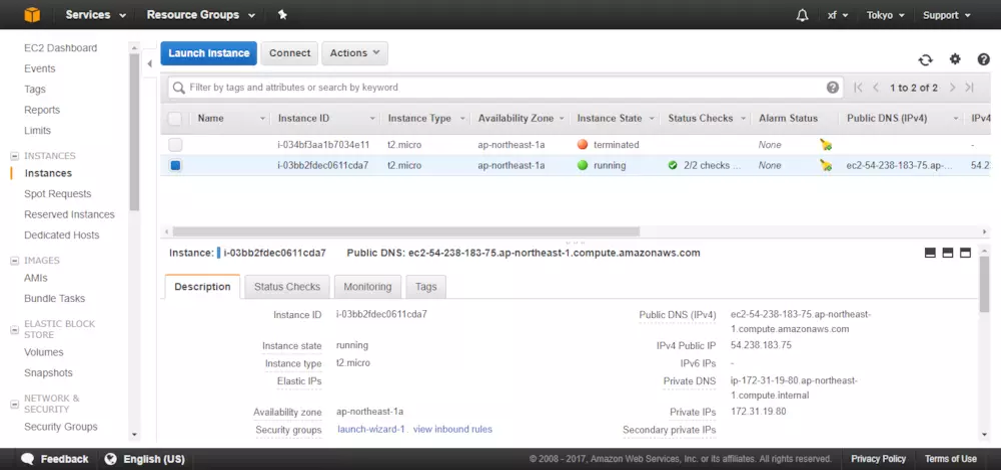 Services Resource Groups xf Tokyo Support
EC2 Dashboard
Events
Tags
Reports
Limits
INSTANCES
Instances
Spot Requests
Reserved Instances
Dedicated Hosts
IMAGES
AMIs
Bundle Tasks
ELASTIC BLOCK
STORE
Volumes
Snapshots
NETWORK &
SECURITY
Security Groups
Launch Instance Connect Actions
Filter by tags and attributes or search by keyword 1 to 2 of 2
Name Instance ID Instance Type Availability Zone Instance State Status Checks Alarm Status Public DNS (IPv4) IPv4
i-034bf3aa1b7034e11 t2.micro ap-northeast-1a terminated None -
i-03bb2fdec0611cda7 t2.micro ap-northeast-1a running 2/2 checks ... None ec2-54-238-183-75.ap-... 54.23
Instance: i-03bb2fdec0611cda7 Public DNS: ec2-54-238-183-75.ap-northeast-1.compute.amazonaws.com
Description Status Checks Monitoring Tags
Instance ID i-03bb2fdec0611cda7 Public DNS (IPv4) ec2-54-238-183-75.ap-northeast-
1.compute.amazonaws.com
Instance state running IPv4 Public IP 54.238.183.75
Instance type t2.micro IPv6 IPs -
Elastic IPs Private DNS ip-172-31-19-80.ap-northeast-
1.compute.internal
Availability zone ap-northeast-1a Private IPs 172.31.19.80
Security groups launch-wizard-1. view inbound rules Secondary private IPs
Feedback English (US) © 2008 - 2017, Amazon Web Services, Inc. or its affiliates. All rights reserved. Privacy Policy Terms of Use